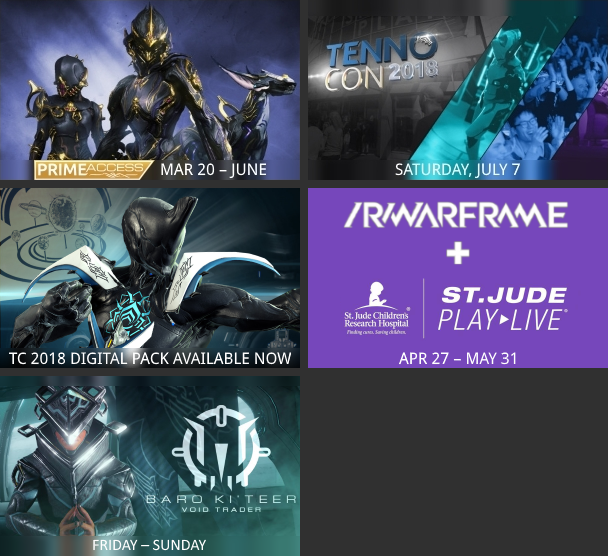 PRIME ACCESS MAR 20 – JUNE
TENNO
CON 2018
SATURDAY, JULY 7
TC 2018 DIGITAL PACK AVAILABLE NOW
WARFRAME
+
St. Jude Children's
Research Hospital
Finding cures. Saving children.
ST. JUDE
PLAY LIVE
APR 27 – MAY 31
BARO KI'TEER
VOID TRADER
FRIDAY – SUNDAY